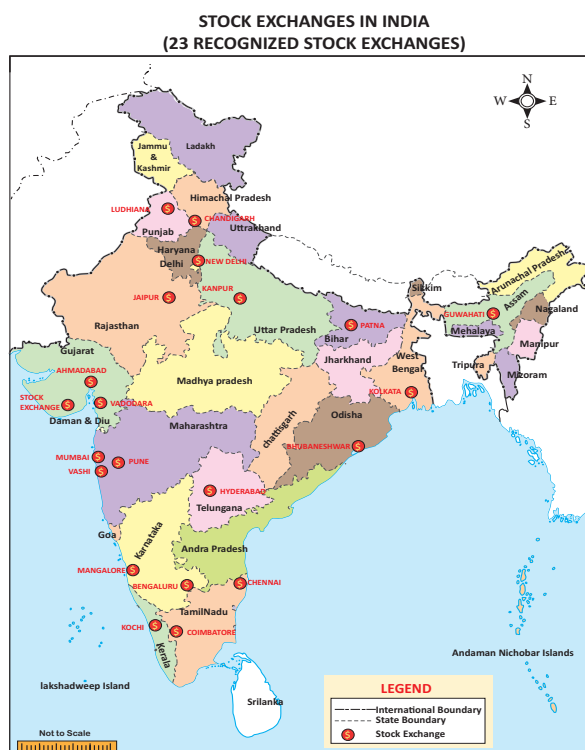 STOCK EXCHANGES IN INDIA
(23 RECOGNIZED STOCK EXCHANGES)
N
W E
S
Ladakh
Jammu
&
Kashmir
Himachal Pradesh
LUDHIANA
CHANDIGARH
Punjab
Uttrakhand
Haryana
Delhi
NEW DELHI
Arunachal Pradesh
Sikkim
Assam
JAIPUR
KANPUR
GUWAHATI
Nagaland
Rajasthan
Uttar Pradesh
PATNA
Bihar
Mehalaya
Manipur
Gujarat
Jharkhand
West
Bengal
Tripura
Mizoram
AHMADABAD
Madhya pradesh
STOCK
EXCHANGE
VADODARA
KOLKATA
Daman & Diu
Maharashtra
chattisgarh
Odisha
BHUBANESHWAR
MUMBAI
PUNE
VASHI
HYDERABAD
Telungana
Goa
Karnataka
Andra Pradesh
MANGALORE
BENGALURU
CHENNAI
TamilNadu
KOCHI
COIMBATORE
Kerala
Andaman Nichobar Islands
lakshadweep Island
Srilanka
LEGEND
International Boundary
State Boundary
Stock Exchange
Not to Scale